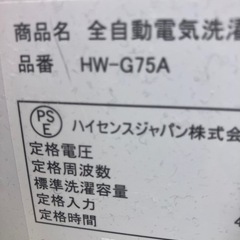 商品名 全自動電気洗濯
品番 HW-G75A
PS
E
ハイセンスジャパン株式会
定格電圧
定格周波数
標準洗濯容量
定格入力
定格時間